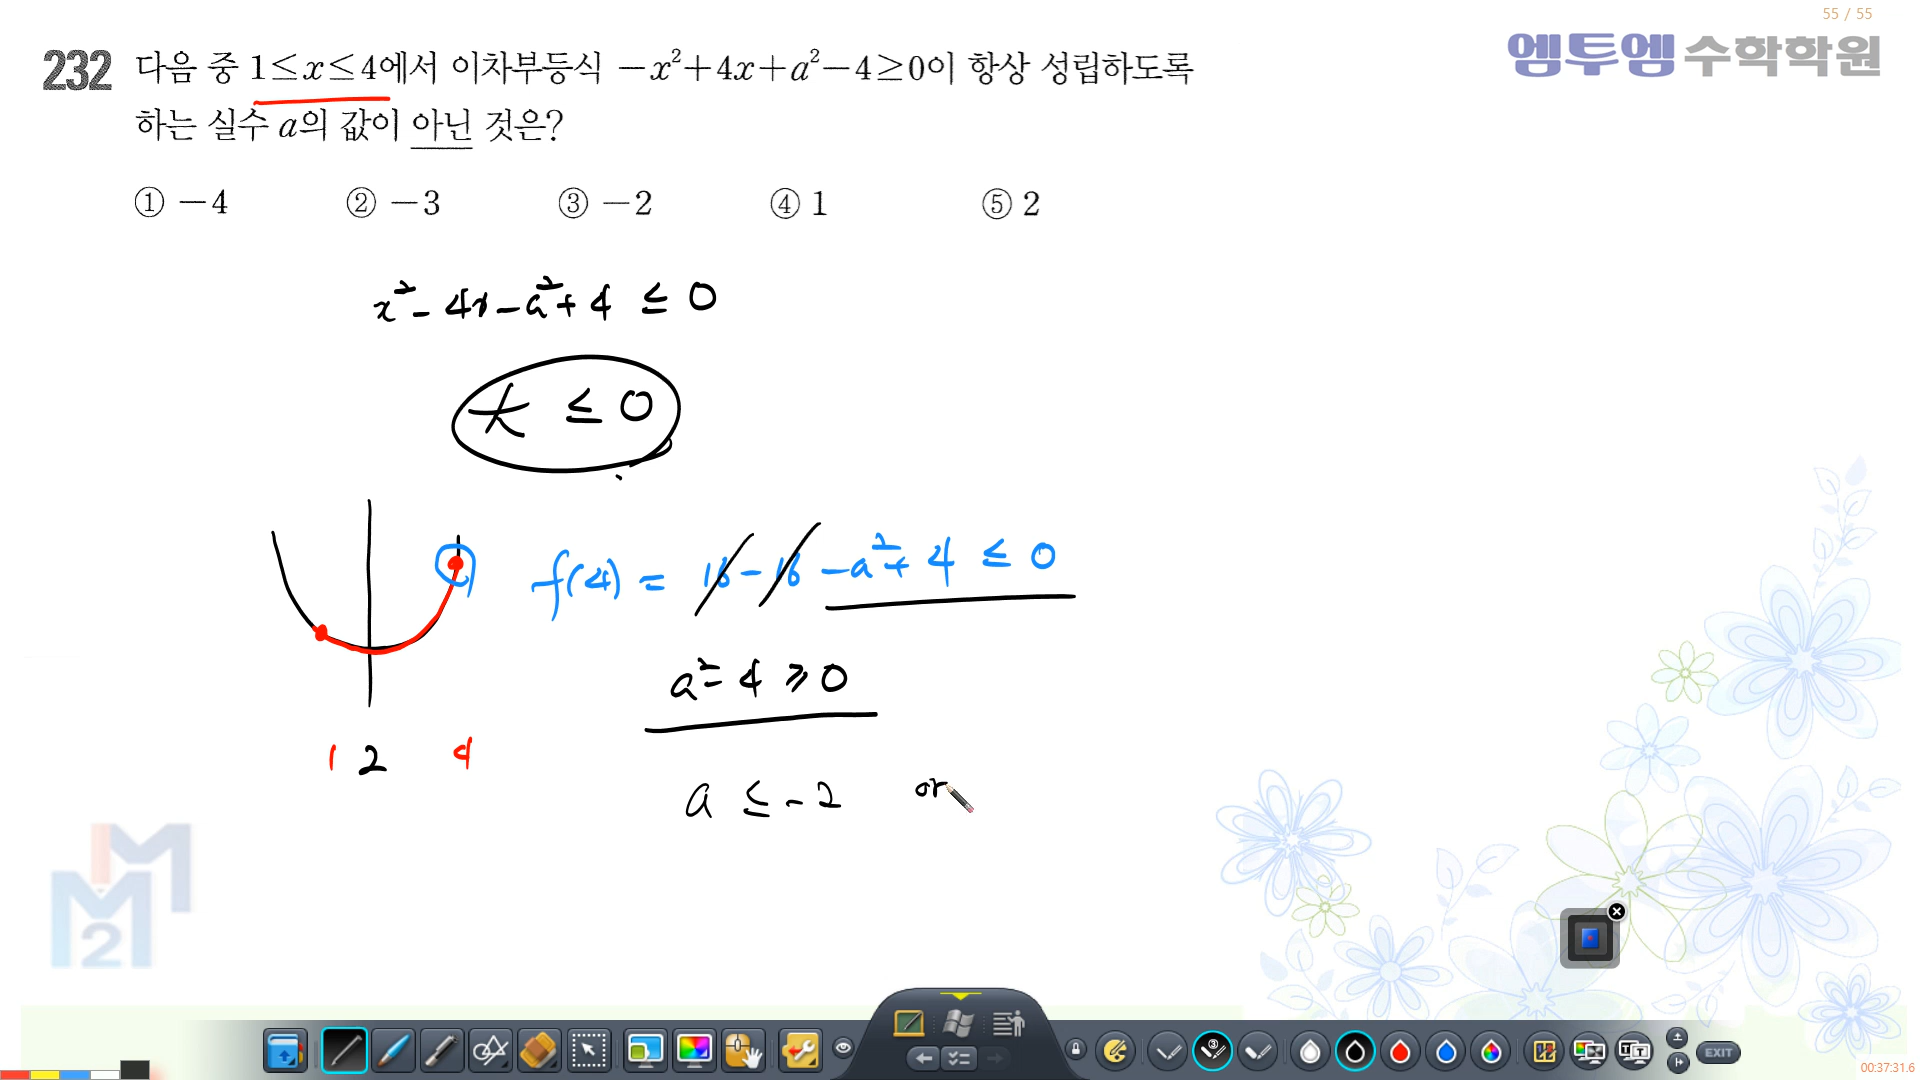 55 / 55
엠투엠 수학학원
232 다음 중 1≤x≤4에서 이차부등식 -x²+4x+a²-4≥0이 항상 성립하도록
하는 실수 a의 값이 아닌 것은?
① -4 ② -3 ③ -2 ④ 1 ⑤ 2
x² - 4x - a² + 4 ≤ 0
≤ 0
f(4) = 16 - 16 - a² + 4 ≤ 0
a² - 4 ≥ 0
1 2 4
a ≤ -2 or
M2M
EXIT
00:37:31.6